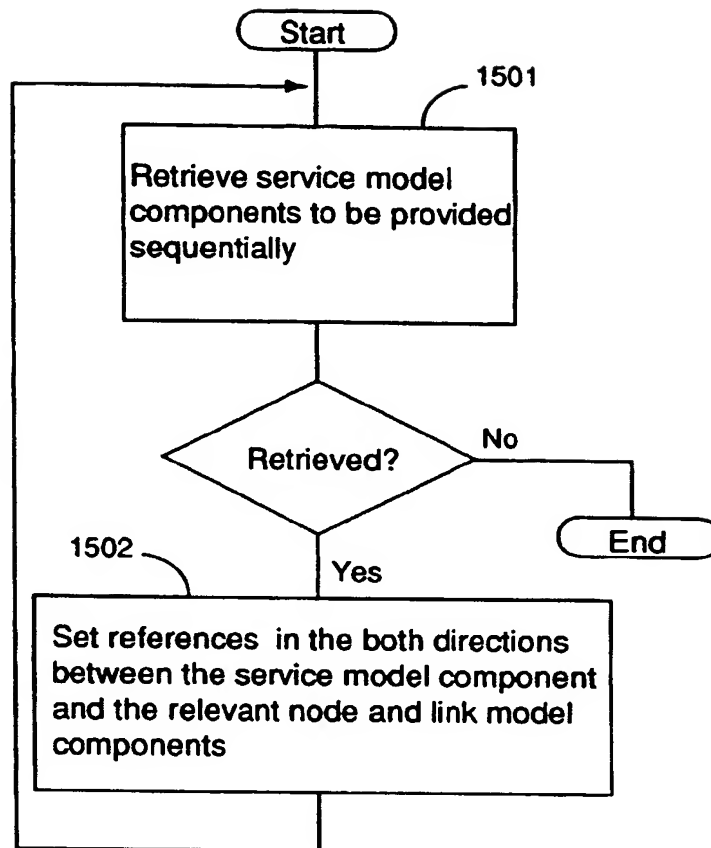 Start
1501
Retrieve service model
components to be provided
sequentially
Retrieved?
No
End
1502
Yes
Set references in the both directions
between the service model component
and the relevant node and link model
components